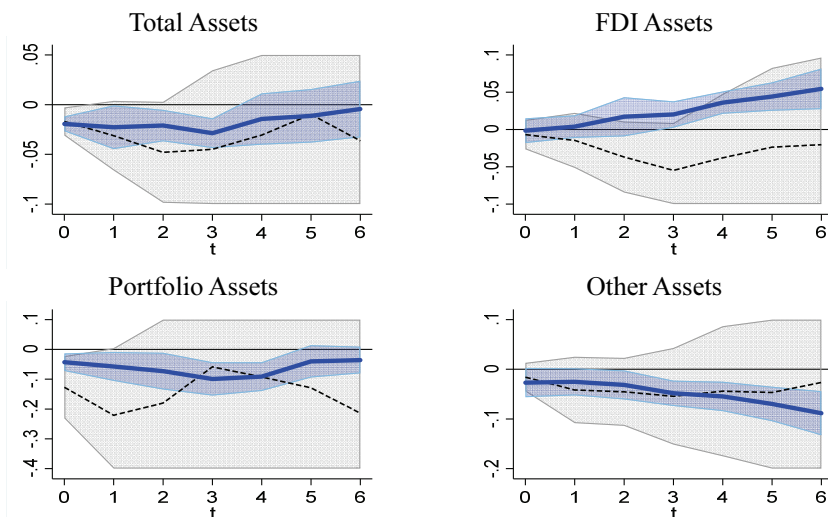 Total Assets
.05
0
-.05
-.1
0 1 2 3 4 5 6
t
FDI Assets
.1
.05
0
-.05
-.1
0 1 2 3 4 5 6
t
Portfolio Assets
.1
0
-.1
-.2
-.3
-.4
0 1 2 3 4 5 6
t
Other Assets
.1
0
-.1
-.2
0 1 2 3 4 5 6
t